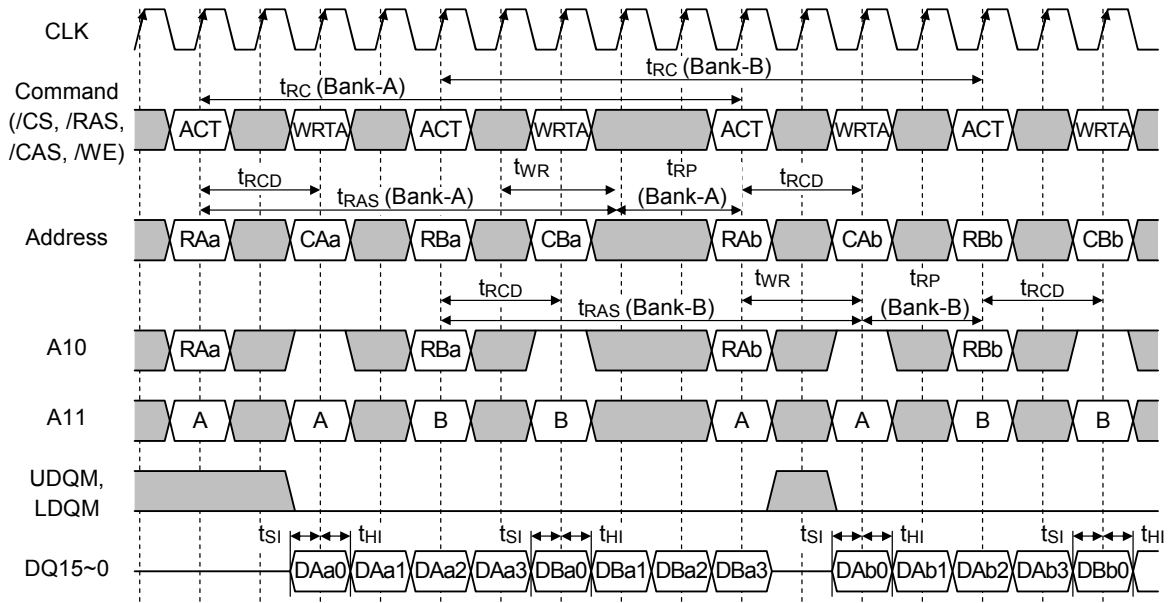 CLK
tRC (Bank-A)
tRC (Bank-B)
Command
(/CS, /RAS,
/CAS, /WE)
ACT WRTA ACT WRTA ACT WRTA ACT WRTA
tRCD tWR tRP tRCD
tRAS (Bank-A) (Bank-A)
Address RAa CAa RBa CBa RAb CAb RBb CBb
tRCD tWR tRP tRCD
tRAS (Bank-B) (Bank-B)
A10 RAa RBa RAb RBb
A11 A A B B A A B B
UDQM,
LDQM
tSI tHI tSI tHI tSI tHI tSI tHI
DQ15~0 DAa0 DAa1 DAa2 DAa3 DBa0 DBa1 DBa2 DBa3 DAb0 DAb1 DAb2 DAb3 DBb0